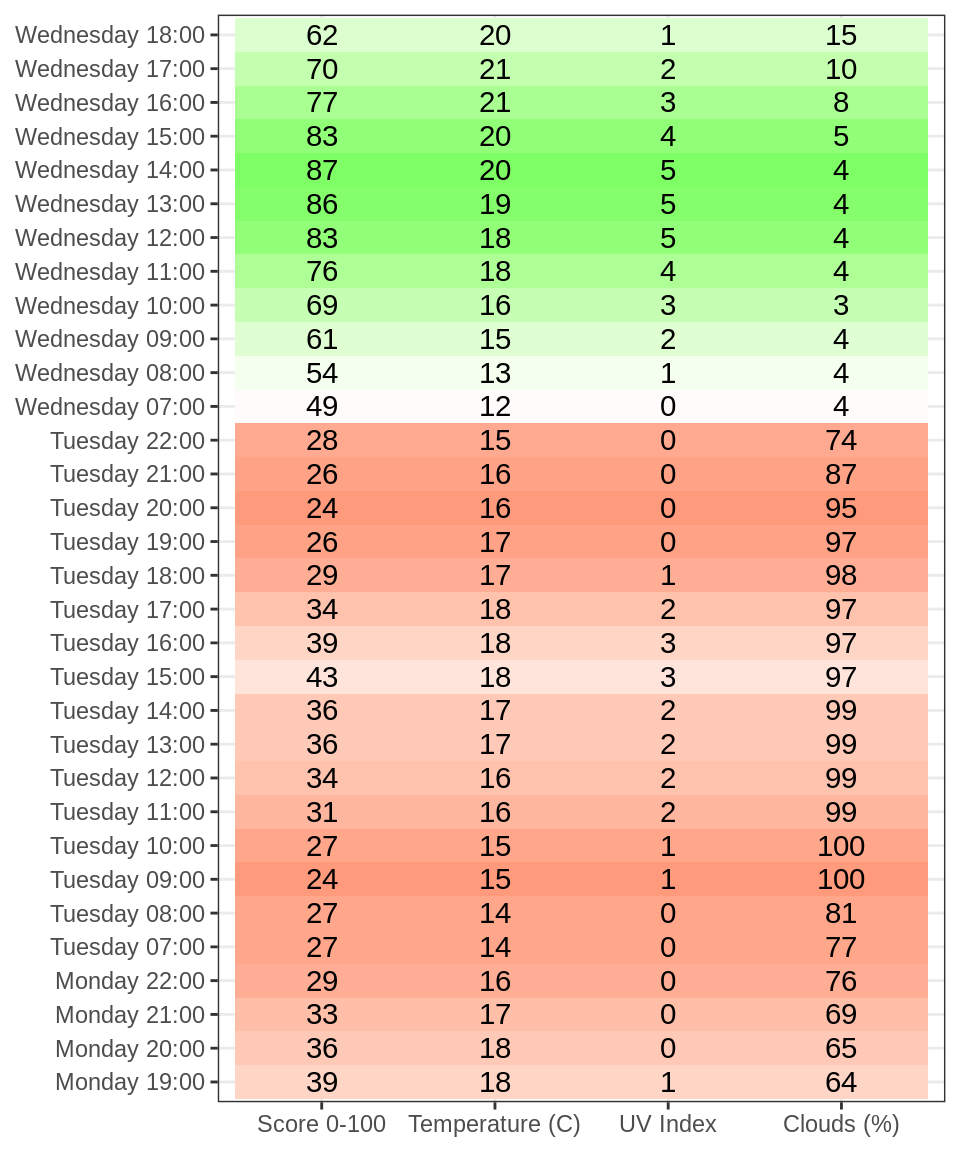 Wednesday 18:00 62 20 1 15
Wednesday 17:00 70 21 2 10
Wednesday 16:00 77 21 3 8
Wednesday 15:00 83 20 4 5
Wednesday 14:00 87 20 5 4
Wednesday 13:00 86 19 5 4
Wednesday 12:00 83 18 5 4
Wednesday 11:00 76 18 4 4
Wednesday 10:00 69 16 3 3
Wednesday 09:00 61 15 2 4
Wednesday 08:00 54 13 1 4
Wednesday 07:00 49 12 0 4
Tuesday 22:00 28 15 0 74
Tuesday 21:00 26 16 0 87
Tuesday 20:00 24 16 0 95
Tuesday 19:00 26 17 0 97
Tuesday 18:00 29 17 1 98
Tuesday 17:00 34 18 2 97
Tuesday 16:00 39 18 3 97
Tuesday 15:00 43 18 3 97
Tuesday 14:00 36 17 2 99
Tuesday 13:00 36 17 2 99
Tuesday 12:00 34 16 2 99
Tuesday 11:00 31 16 2 99
Tuesday 10:00 27 15 1 100
Tuesday 09:00 24 15 1 100
Tuesday 08:00 27 14 0 81
Tuesday 07:00 27 14 0 77
Monday 22:00 29 16 0 76
Monday 21:00 33 17 0 69
Monday 20:00 36 18 0 65
Monday 19:00 39 18 1 64
Score 0-100 Temperature (C) UV Index Clouds (%)